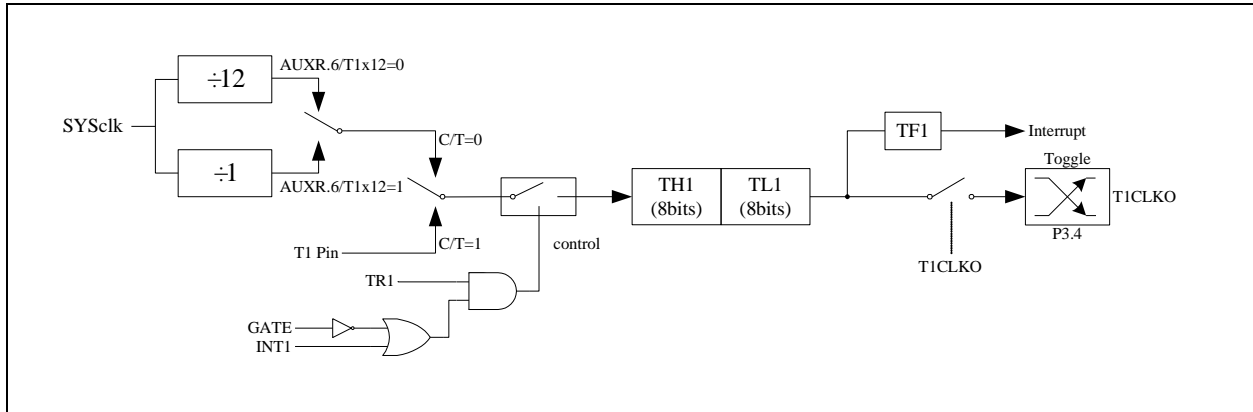 ÷12
AUXR.6/T1x12=0
SYSclk
÷1
AUXR.6/T1x12=1
C/T=0
T1 Pin
C/T=1
control
TR1
GATE
INT1
TH1
(8bits)
TL1
(8bits)
TF1
Interrupt
Toggle
T1CLKO
P3.4
T1CLKO